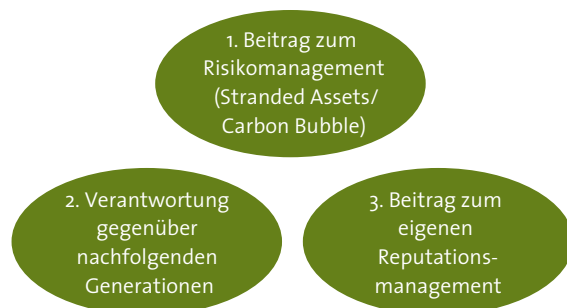 1. Beitrag zum
Risikomanagement
(Stranded Assets/
Carbon Bubble)
2. Verantwortung
gegenüber
nachfolgenden
Generationen
3. Beitrag zum
eigenen
Reputations-
management